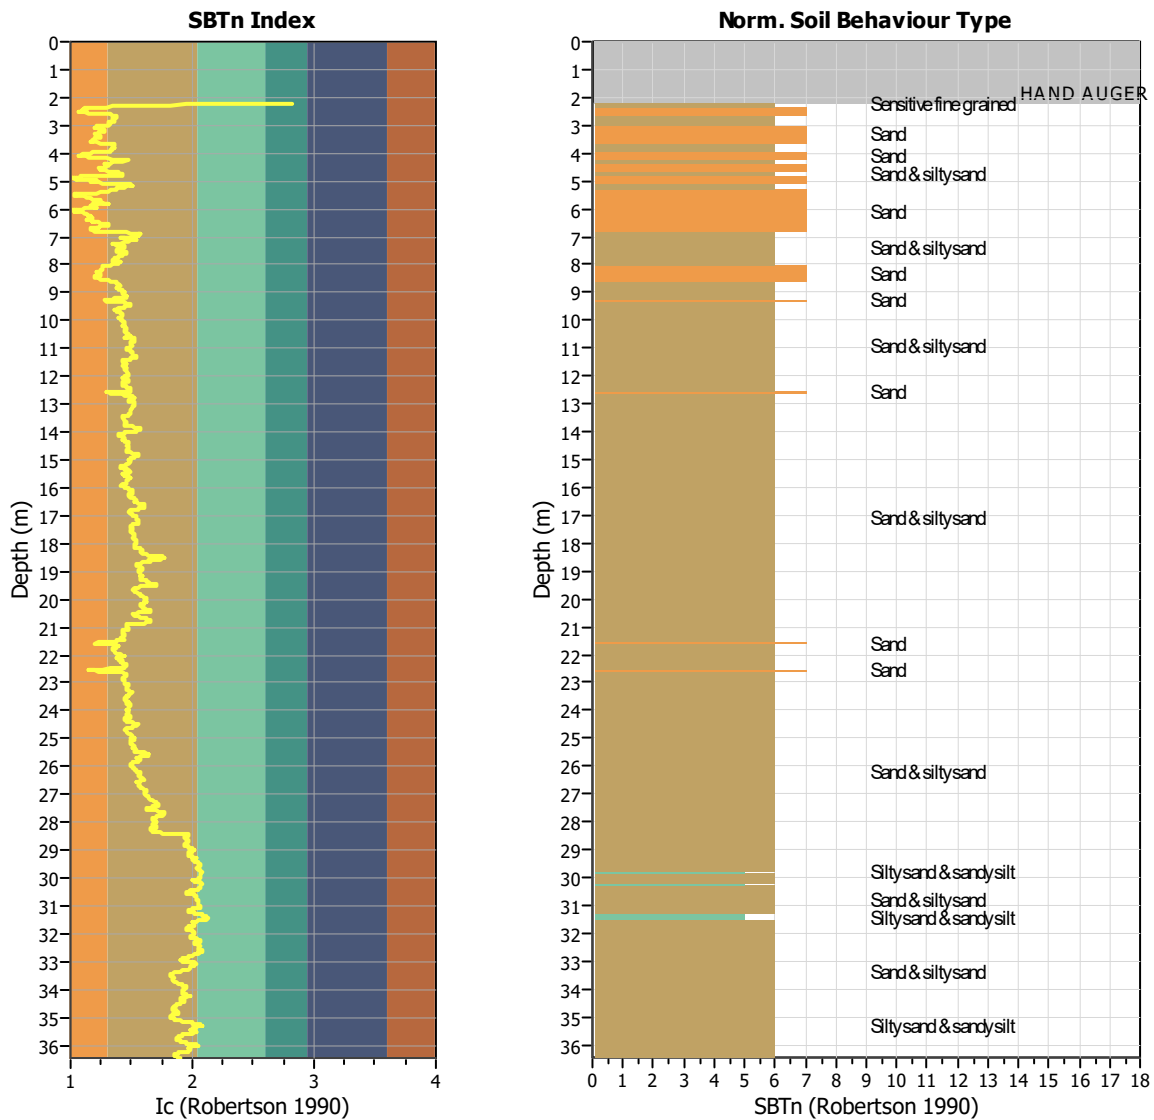 SBTn Index
0
1
2
3
4
5
6
7
8
9
10
11
12
13
14
15
16
17
18
19
20
21
22
23
24
25
26
27
28
29
30
31
32
33
34
35
36
Depth (m)
1 2 3 4
Ic (Robertson 1990)
Norm. Soil Behaviour Type
0
1
2
3
4
5
6
7
8
9
10
11
12
13
14
15
16
17
18
19
20
21
22
23
24
25
26
27
28
29
30
31
32
33
34
35
36
Depth (m)
HAND AUGER
Sensitive fine grained
Sand
Sand
Sand & silty sand
Sand
Sand & silty sand
Sand
Sand
Sand & silty sand
Sand
Sand & silty sand
Sand
Sand
Sand & silty sand
Silty sand & sandy silt
Sand & silty sand
Silty sand & sandy silt
Sand & silty sand
Silty sand & sandy silt
0 1 2 3 4 5 6 7 8 9 10 11 12 13 14 15 16 17 18
SBTn (Robertson 1990)